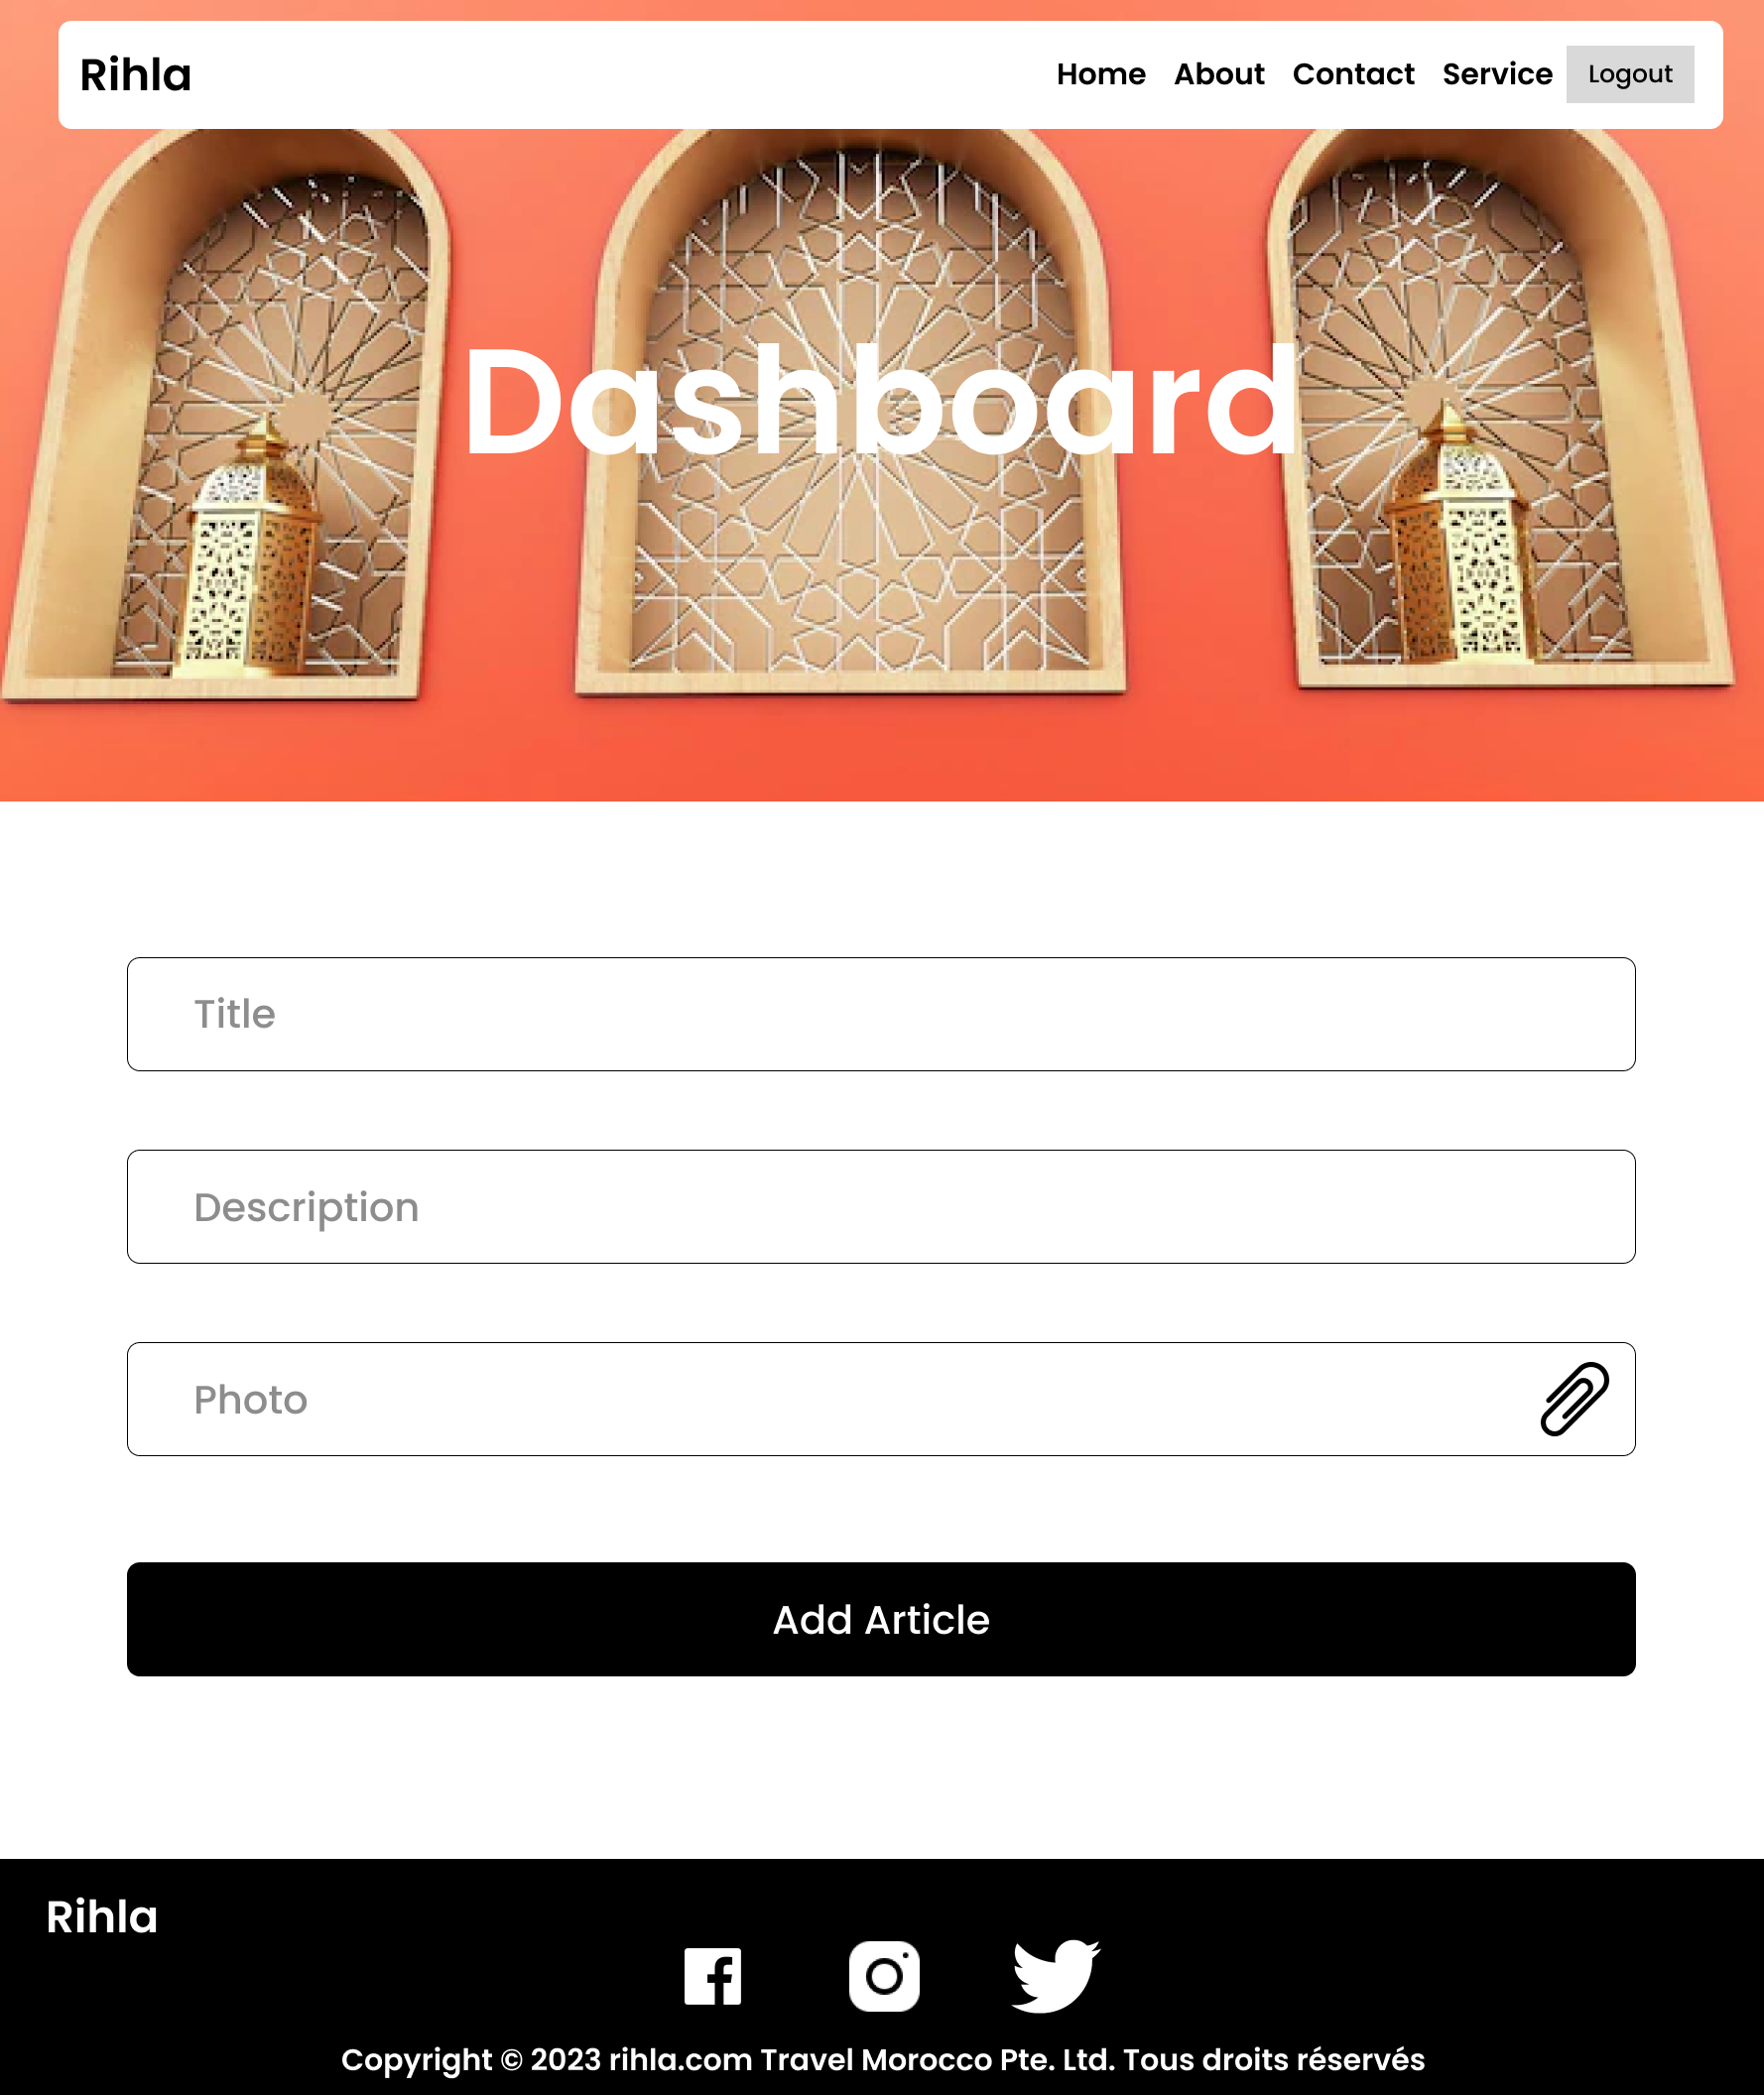 Rihla
Home About Contact Service Logout
Dashboard
Title
Description
Photo
Add Article
Rihla
Copyright © 2023 rihla.com Travel Morocco Pte. Ltd. Tous droits réservés